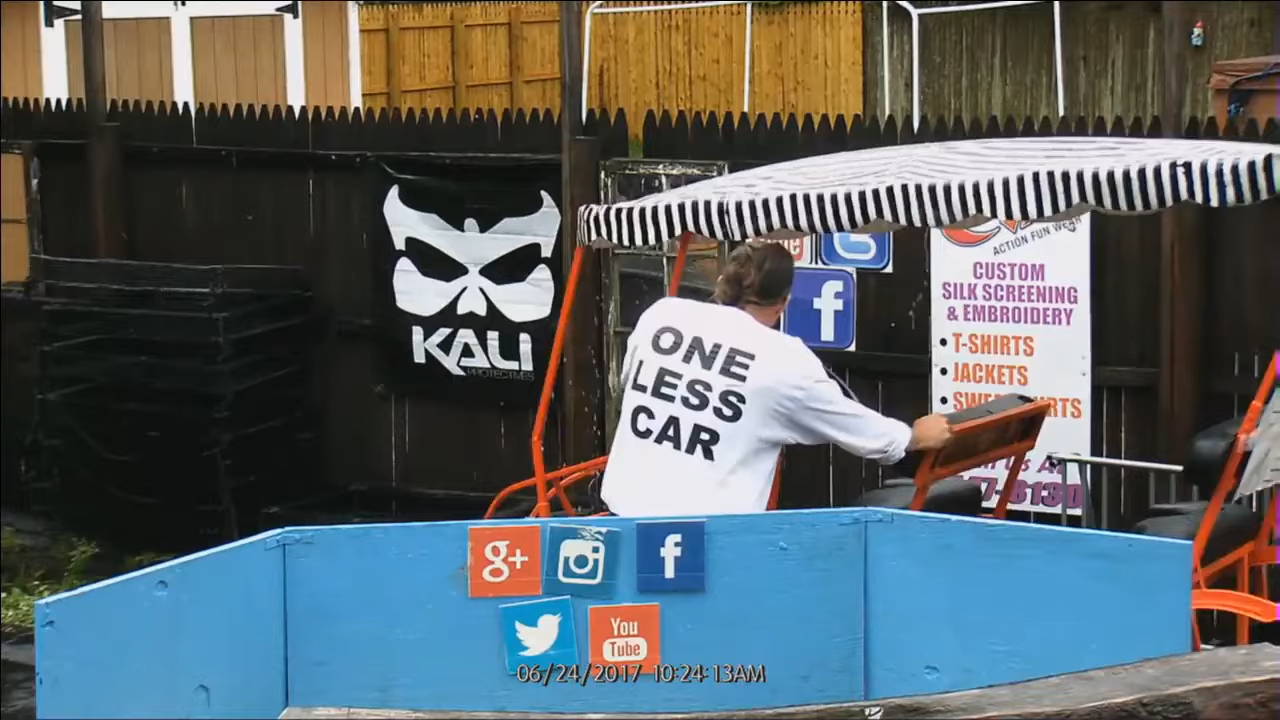 ACTION FUN WEAR
CUSTOM
SILK SCREENING
& EMBROIDERY
• T-SHIRTS
• JACKETS
KALI
PROTECTIVES
f
ONE
LESS
CAR
g+
f
You
Tube
06/24/2017 10:24:13AM